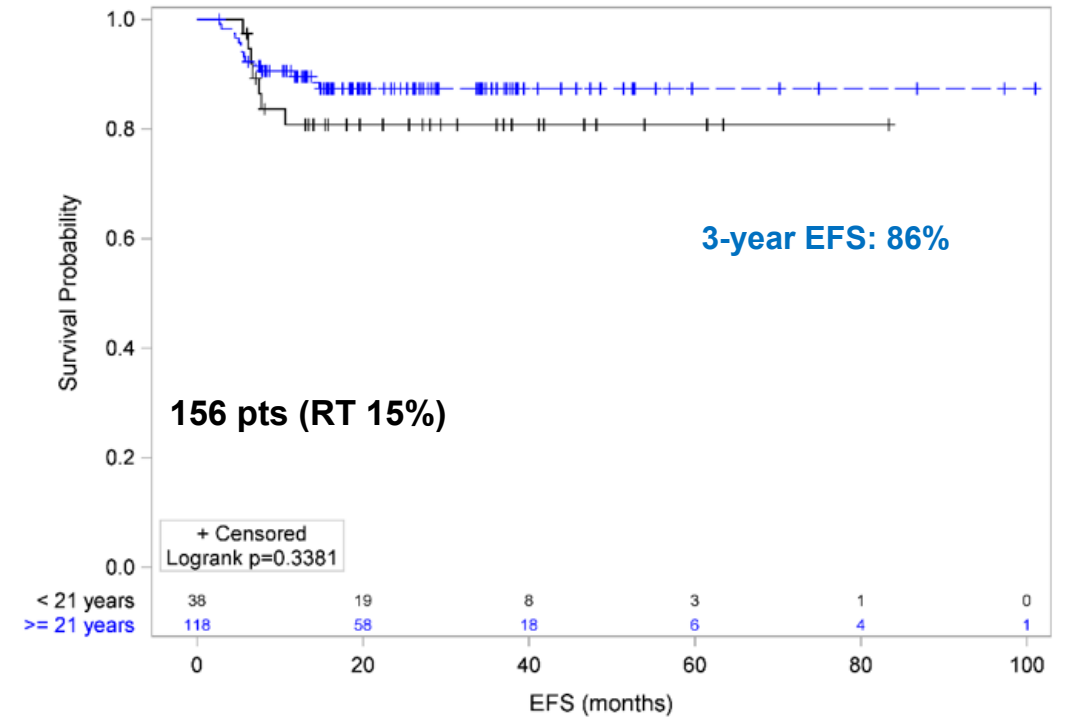 1.0
0.8
0.6
0.4
0.2
0.0
Survival Probability
3-year EFS: 86%
156 pts (RT 15%)
+ Censored
Logrank p=0.3381
< 21 years 38 19 8 3 1 0
>= 21 years 118 58 18 6 4 1
0 20 40 60 80 100
EFS (months)